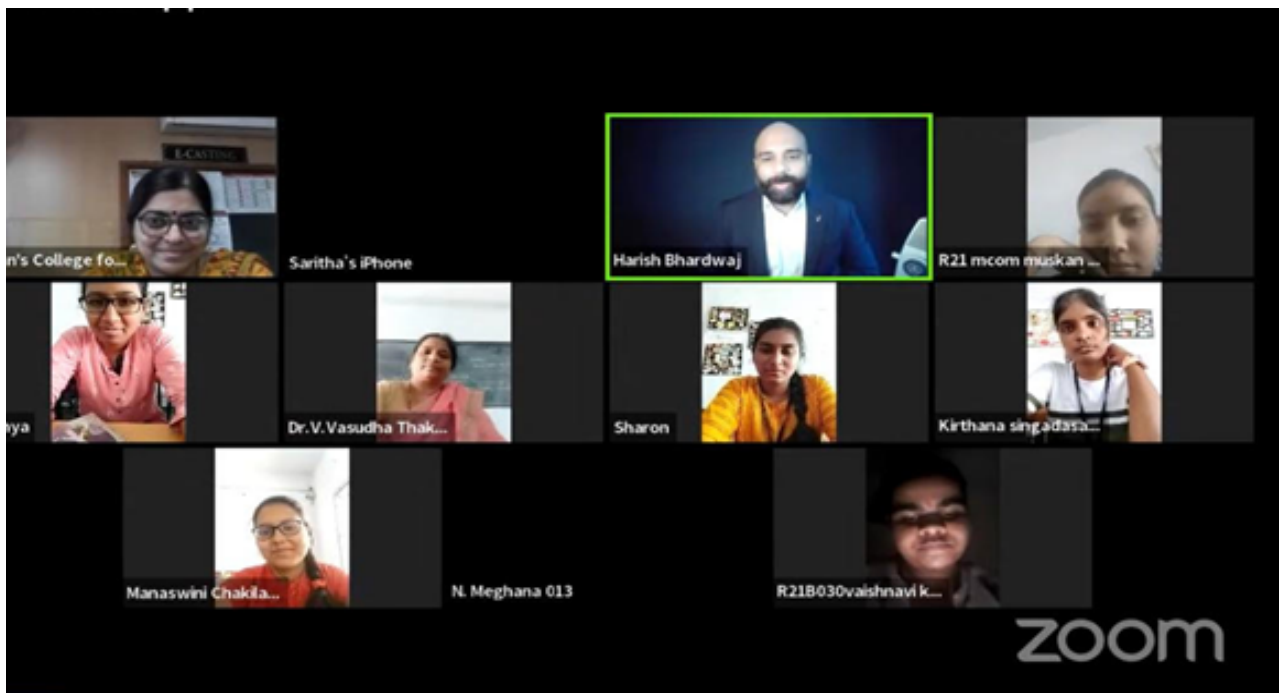 E-CASTING
n's College fo...
Saritha's iPhone
Harish Bhardwaj
R21 mcom muskan ...
nya
Dr.V.Vasudha Thak...
Sharon
Kirthana singadasa...
Manaswini Chakila...
N. Meghana 013
R21B030vaishnavi k...
zoom